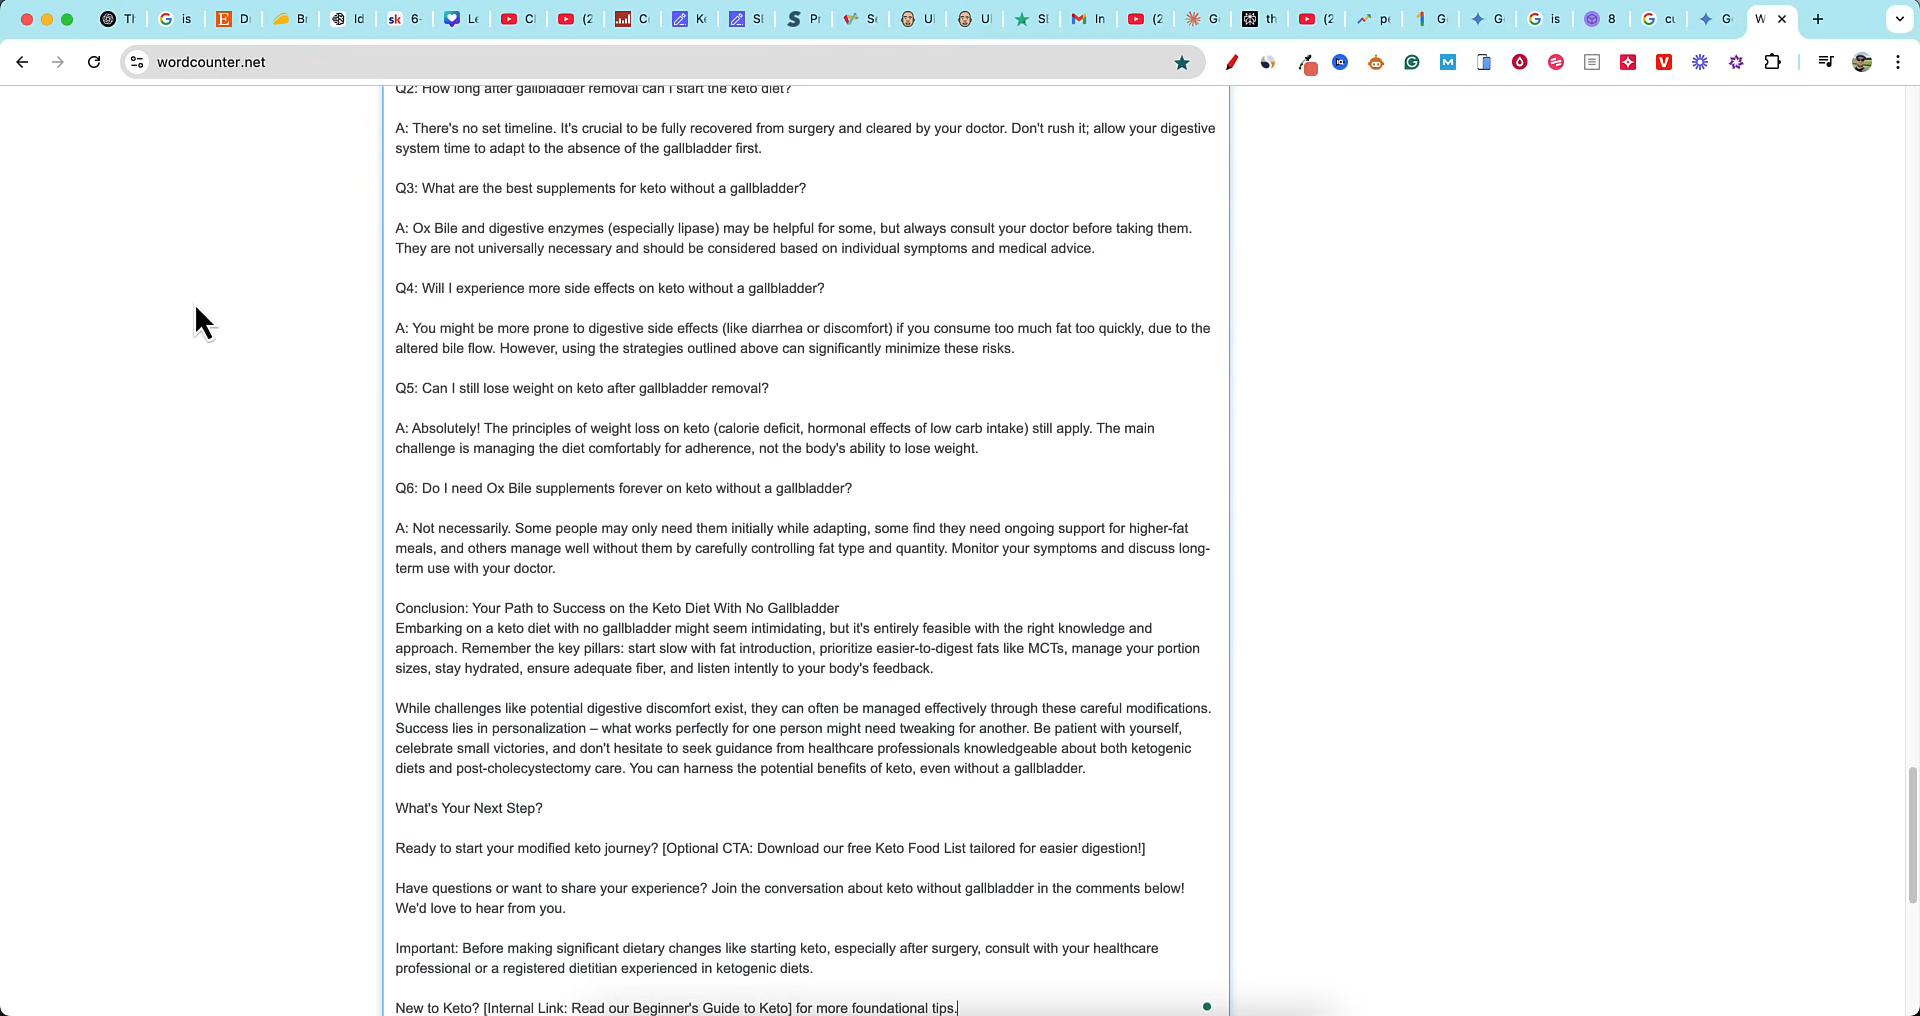 Th
is
D
Br
Id
6-
Le
Cl
(2
C
Ke
SE
Pr
Se
Ul
Ul
Sl
In
(2
G
th
(2
pe
G
G
is
8
cu
G
W
wordcounter.net
Q2: How long after gallbladder removal can I start the keto diet?
A: There's no set timeline. It's crucial to be fully recovered from surgery and cleared by your doctor. Don't rush it; allow your digestive
system time to adapt to the absence of the gallbladder first.
Q3: What are the best supplements for keto without a gallbladder?
A: Ox Bile and digestive enzymes (especially lipase) may be helpful for some, but always consult your doctor before taking them.
They are not universally necessary and should be considered based on individual symptoms and medical advice.
Q4: Will I experience more side effects on keto without a gallbladder?
A: You might be more prone to digestive side effects (like diarrhea or discomfort) if you consume too much fat too quickly, due to the
altered bile flow. However, using the strategies outlined above can significantly minimize these risks.
Q5: Can I still lose weight on keto after gallbladder removal?
A: Absolutely! The principles of weight loss on keto (calorie deficit, hormonal effects of low carb intake) still apply. The main
challenge is managing the diet comfortably for adherence, not the body's ability to lose weight.
Q6: Do I need Ox Bile supplements forever on keto without a gallbladder?
A: Not necessarily. Some people may only need them initially while adapting, some find they need ongoing support for higher-fat
meals, and others manage well without them by carefully controlling fat type and quantity. Monitor your symptoms and discuss long-
term use with your doctor.
Conclusion: Your Path to Success on the Keto Diet With No Gallbladder
Embarking on a keto diet with no gallbladder might seem intimidating, but it's entirely feasible with the right knowledge and
approach. Remember the key pillars: start slow with fat introduction, prioritize easier-to-digest fats like MCTs, manage your portion
sizes, stay hydrated, ensure adequate fiber, and listen intently to your body's feedback.
While challenges like potential digestive discomfort exist, they can often be managed effectively through these careful modifications.
Success lies in personalization – what works perfectly for one person might need tweaking for another. Be patient with yourself,
celebrate small victories, and don't hesitate to seek guidance from healthcare professionals knowledgeable about both ketogenic
diets and post-cholecystectomy care. You can harness the potential benefits of keto, even without a gallbladder.
What's Your Next Step?
Ready to start your modified keto journey? [Optional CTA: Download our free Keto Food List tailored for easier digestion!]
Have questions or want to share your experience? Join the conversation about keto without gallbladder in the comments below!
We'd love to hear from you.
Important: Before making significant dietary changes like starting keto, especially after surgery, consult with your healthcare
professional or a registered dietitian experienced in ketogenic diets.
New to Keto? [Internal Link: Read our Beginner's Guide to Keto] for more foundational tips.